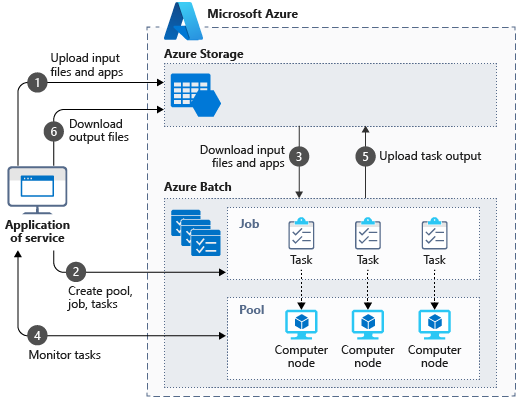 Microsoft Azure
Azure Storage
1
Upload input
files and apps
6
Download
output files
Download input
files and apps
3
5
Upload task output
Application
of service
Azure Batch
Job
Task
Task
Task
2
Create pool,
job, tasks
Pool
Computer
node
Computer
node
Computer
node
4
Monitor tasks